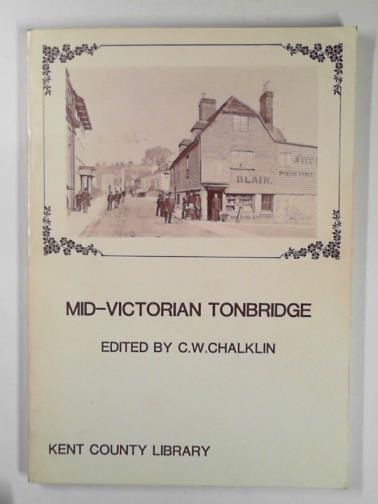 BLAIR.
PRINTING
MID-VICTORIAN TONBRIDGE
EDITED BY C.W.CHALKLIN
KENT COUNTY LIBRARY